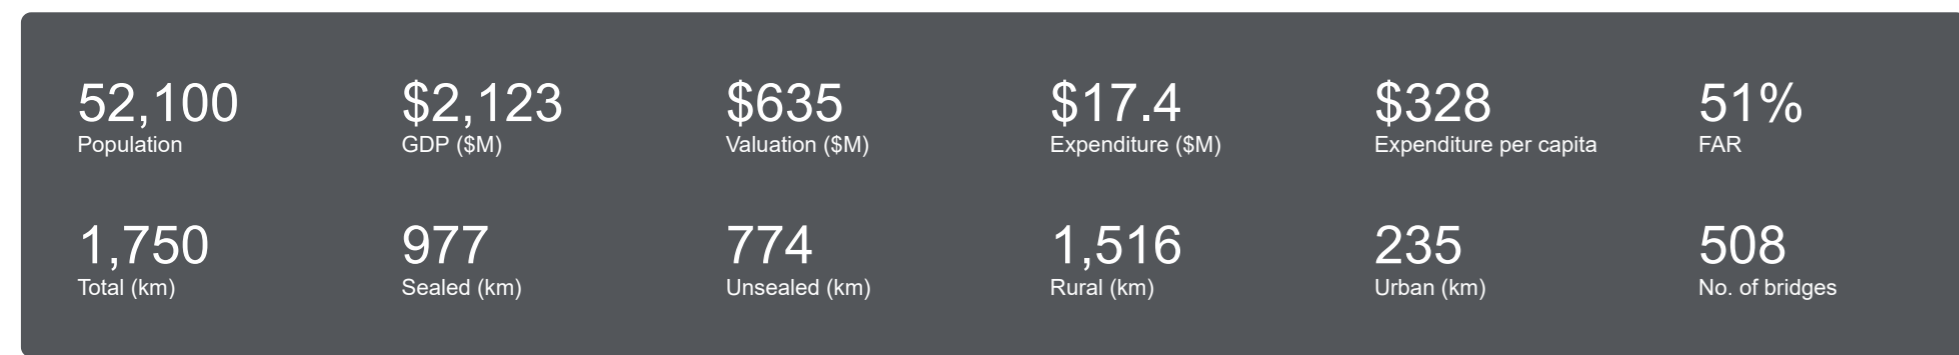 52,100 $2,123 $635 $17.4 $328 51%
Population GDP ($M) Valuation ($M) Expenditure ($M) Expenditure per capita FAR
1,750 977 774 1,516 235 508
Total (km) Sealed (km) Unsealed (km) Rural (km) Urban (km) No. of bridges